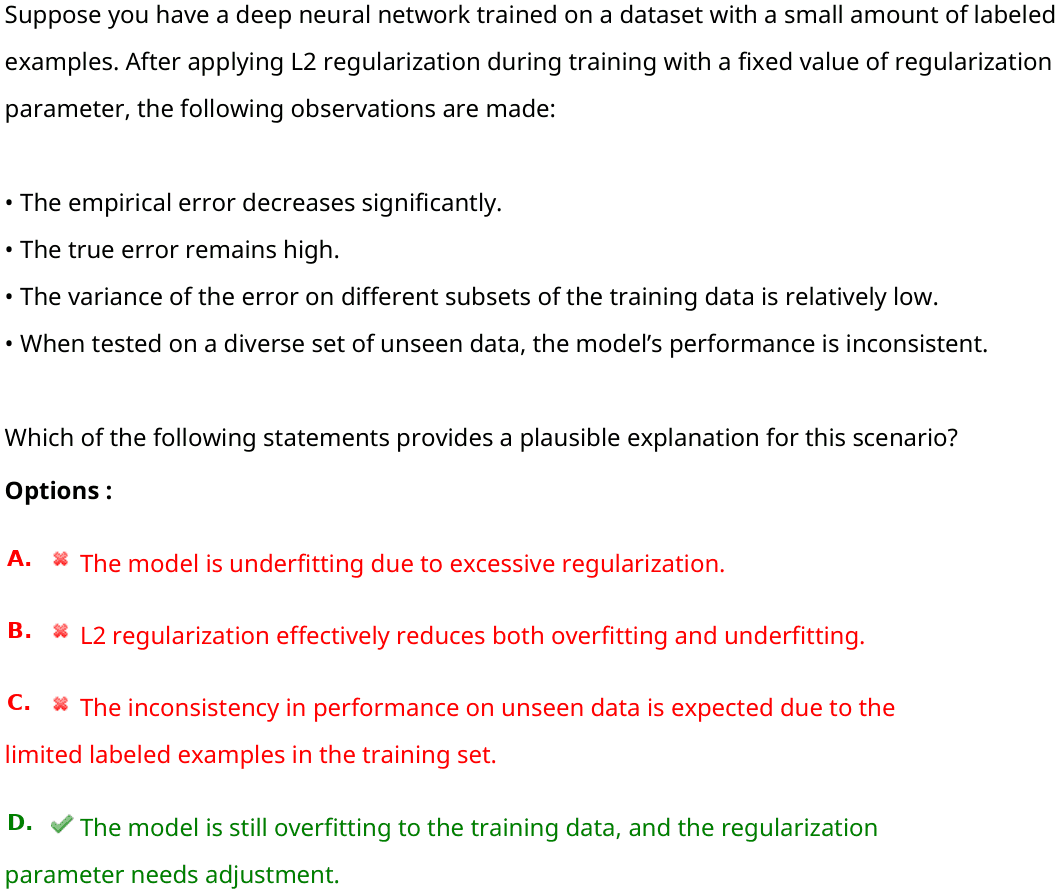 Suppose you have a deep neural network trained on a dataset with a small amount of labeled
examples. After applying L2 regularization during training with a fixed value of regularization
parameter, the following observations are made:
• The empirical error decreases significantly.
• The true error remains high.
• The variance of the error on different subsets of the training data is relatively low.
• When tested on a diverse set of unseen data, the model’s performance is inconsistent.
Which of the following statements provides a plausible explanation for this scenario?
Options :
A. The model is underfitting due to excessive regularization.
B. L2 regularization effectively reduces both overfitting and underfitting.
C. The inconsistency in performance on unseen data is expected due to the
limited labeled examples in the training set.
D. The model is still overfitting to the training data, and the regularization
parameter needs adjustment.